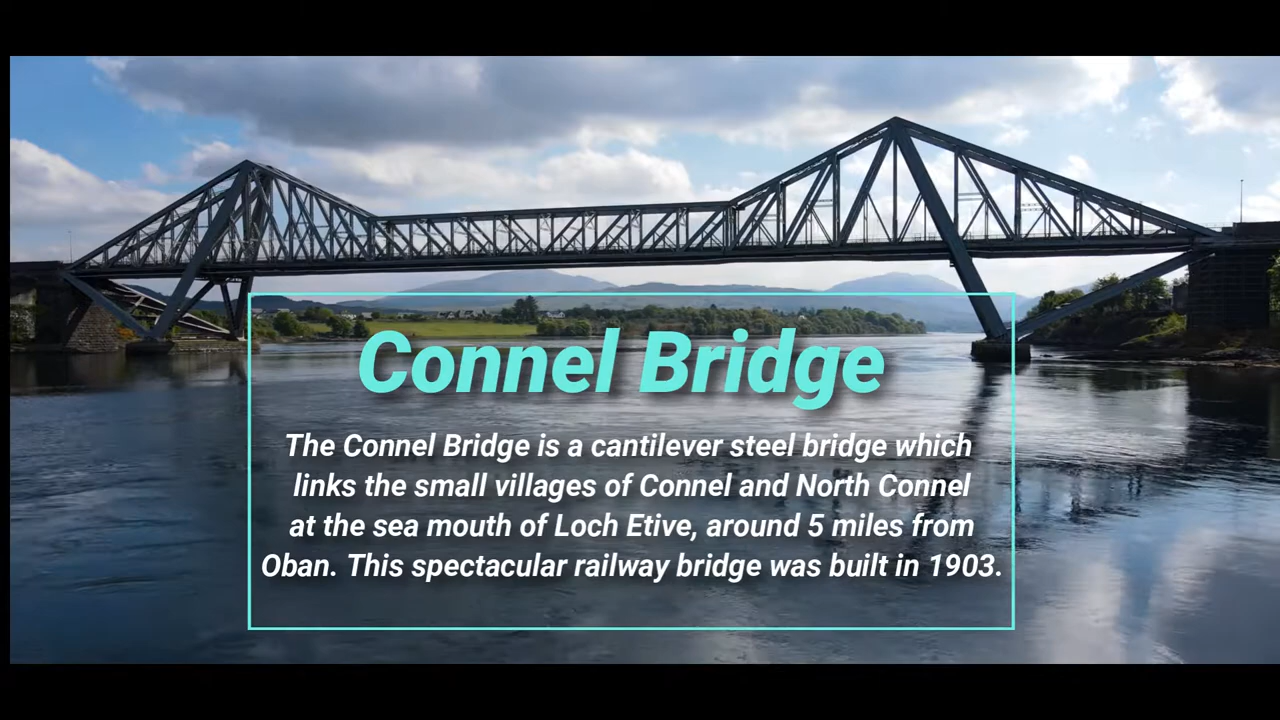 Connel Bridge
The Connel Bridge is a cantilever steel bridge which
links the small villages of Connel and North Connel
at the sea mouth of Loch Etive, around 5 miles from
Oban. This spectacular railway bridge was built in 1903.